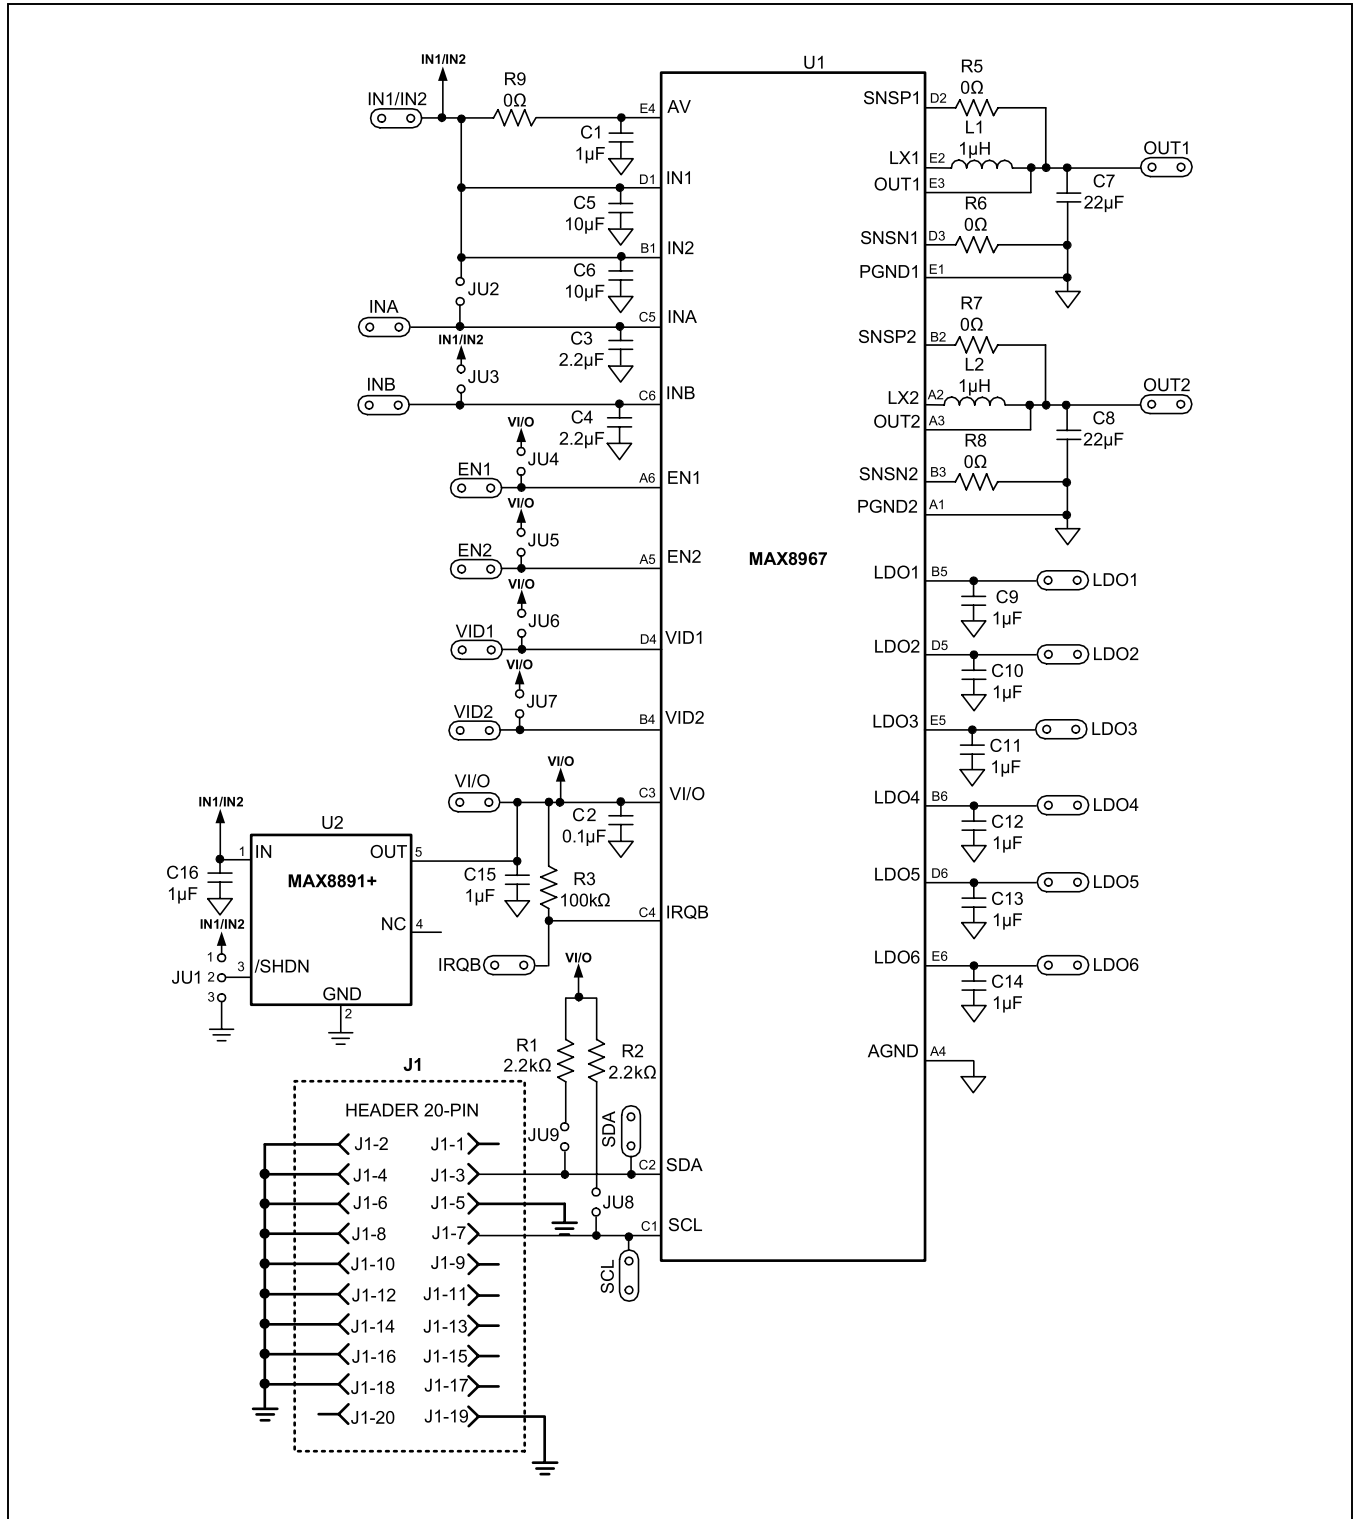 IN1/IN2
IN1/IN2
R9
0Ω
C1
1µF
C5
10µF
C6
10µF
JU2
INA
IN1/IN2
C3
2.2µF
JU3
INB
C4
2.2µF
VI/O
JU4
EN1
VI/O
JU5
EN2
VI/O
JU6
VID1
VI/O
JU7
VID2
VI/O
VI/O
C2
0.1µF
U1
MAX8967
E4 AV
D1 IN1
B1 IN2
C5 INA
C6 INB
A6 EN1
A5 EN2
D4 VID1
B4 VID2
C3 VI/O
C4 IRQB
C2 SDA
C1 SCL
SNSP1 D2
LX1 E2
OUT1 E3
SNSN1 D3
PGND1 E1
SNSP2 B2
LX2 A2
OUT2 A3
SNSN2 B3
PGND2 A1
LDO1 B5
LDO2 D5
LDO3 E5
LDO4 B6
LDO5 D6
LDO6 E6
AGND A4
R5
0Ω
L1
1µH
OUT1
C7
22µF
R6
0Ω
R7
0Ω
L2
1µH
OUT2
C8
22µF
R8
0Ω
LDO1
C9
1µF
LDO2
C10
1µF
LDO3
C11
1µF
LDO4
C12
1µF
LDO5
C13
1µF
LDO6
C14
1µF
IN1/IN2
U2
1 IN
OUT 5
MAX8891+
C16
1µF
NC 4
IN1/IN2
1
JU1 2
3
3 /SHDN
GND
2
C15
1µF
R3
100kΩ
IRQB
VI/O
R1
2.2kΩ
R2
2.2kΩ
JU9
SDA
JU8
SCL
J1
HEADER 20-PIN
J1-2 J1-1
J1-4 J1-3
J1-6 J1-5
J1-8 J1-7
J1-10 J1-9
J1-12 J1-11
J1-14 J1-13
J1-16 J1-15
J1-18 J1-17
J1-20 J1-19